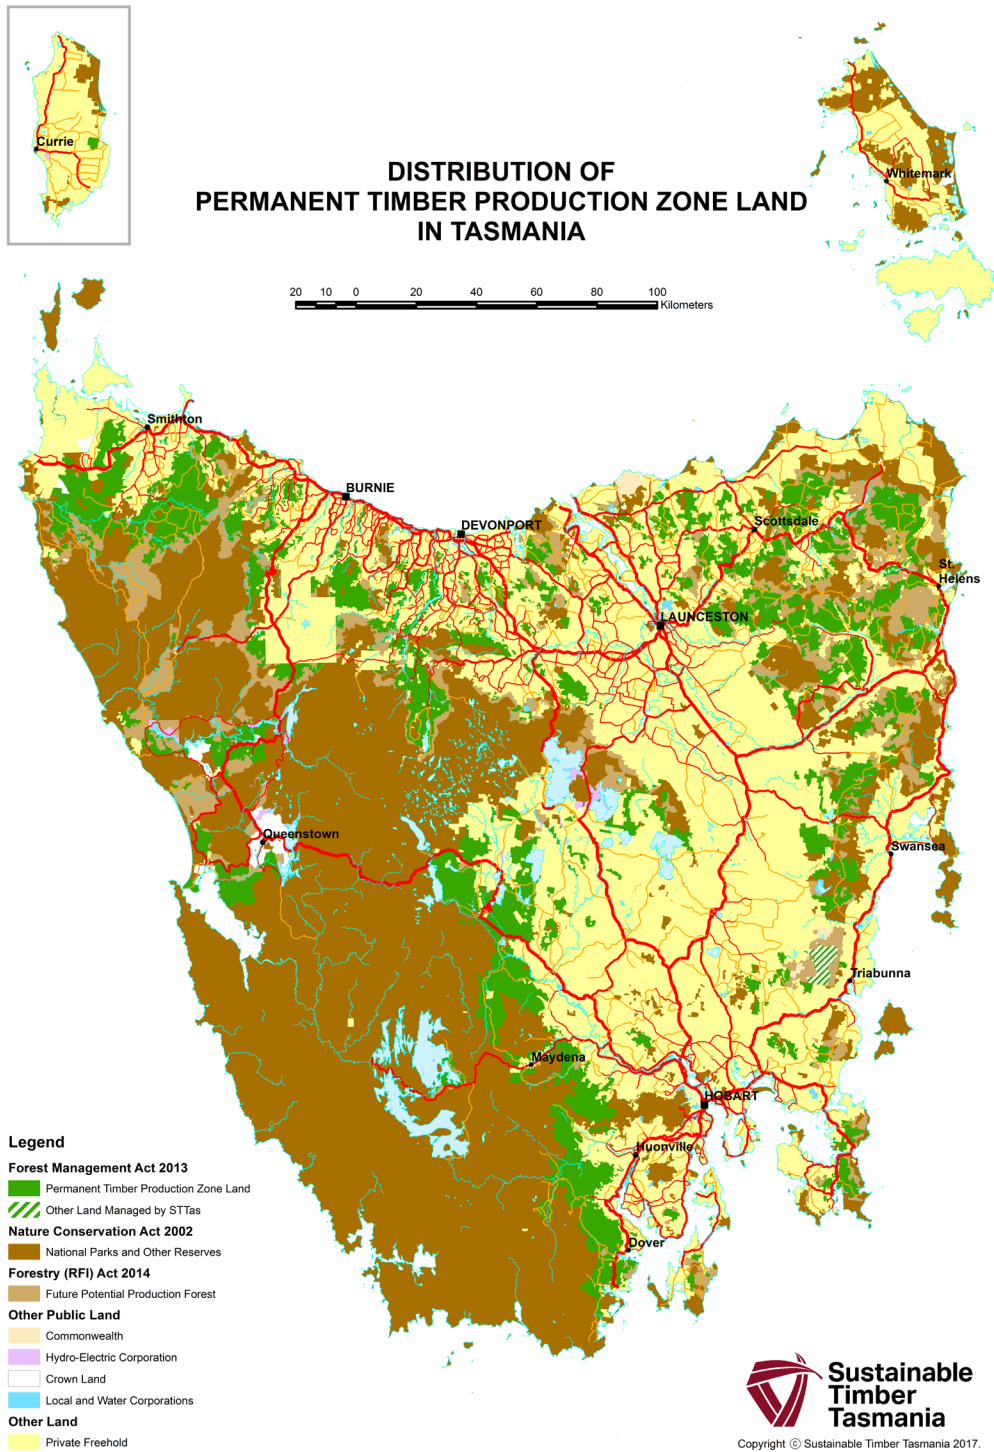 Currie
Whitemark
DISTRIBUTION OF
PERMANENT TIMBER PRODUCTION ZONE LAND
IN TASMANIA
20 10 0 20 40 60 80 100
Kilometers
Smithton
BURNIE
DEVONPORT
Scottsdale
St.
Helens
LAUNCESTON
Queenstown
Swansea
Triabunna
Maydena
HOBART
Huonville
Dover
Legend
Forest Management Act 2013
Permanent Timber Production Zone Land
Other Land Managed by STTas
Nature Conservation Act 2002
National Parks and Other Reserves
Forestry (RFI) Act 2014
Future Potential Production Forest
Other Public Land
Commonwealth
Hydro-Electric Corporation
Crown Land
Local and Water Corporations
Other Land
Private Freehold
Sustainable
Timber
Tasmania
Copyright © Sustainable Timber Tasmania 2017.